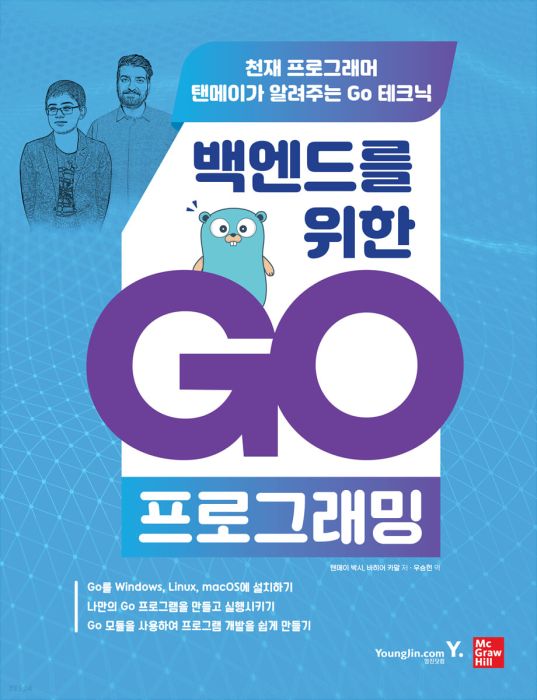 천재 프로그래머
탠메이가 알려주는 Go 테크닉
백엔드를
위한
GO
프로그래밍
탠메이 박시, 바히어 카말 저 · 우승헌 역
Go를 Windows, Linux, macOS에 설치하기
나만의 Go 프로그램을 만들고 실행시키기
Go 모듈을 사용하여 프로그램 개발을 쉽게 만들기
YoungJin.com Y.
영진닷컴
Mc
Graw
Hill